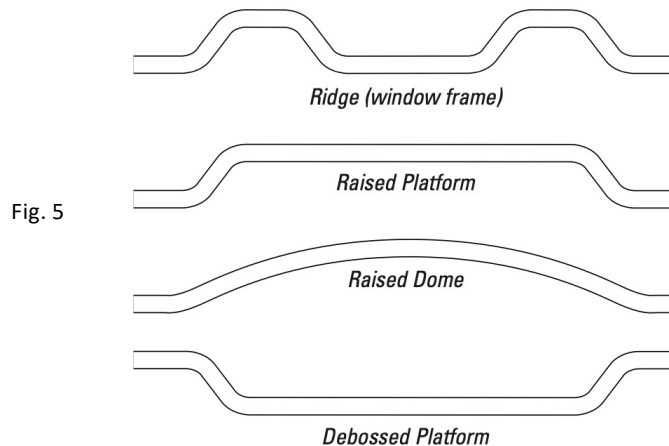 Ridge (window frame)
Raised Platform
Fig. 5
Raised Dome
Debossed Platform